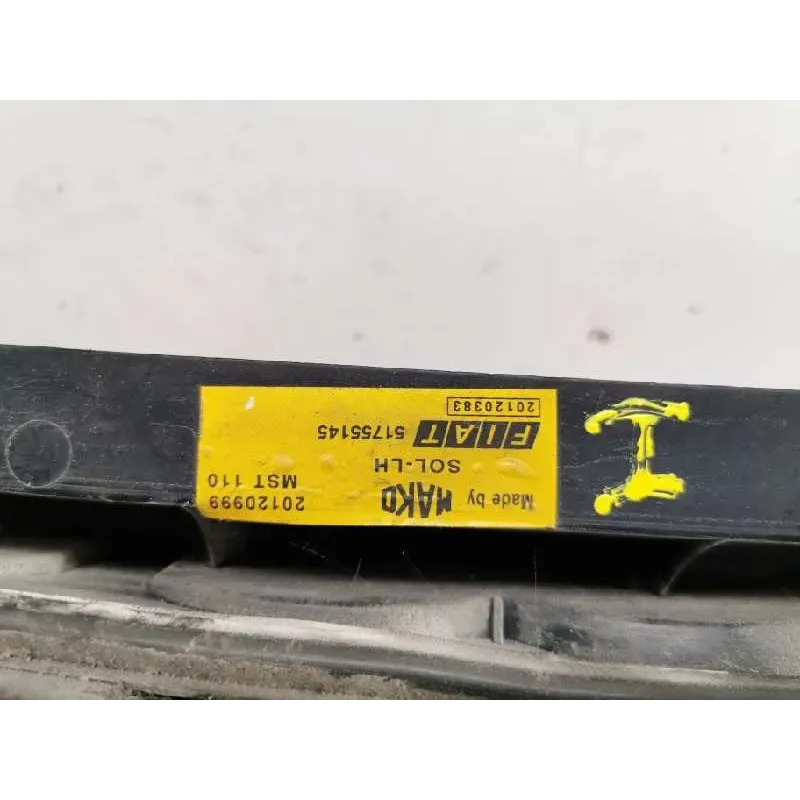 Made by
MAKO
20120999
MST 110
SOL-LH
FIAT 51755145
20120383
I